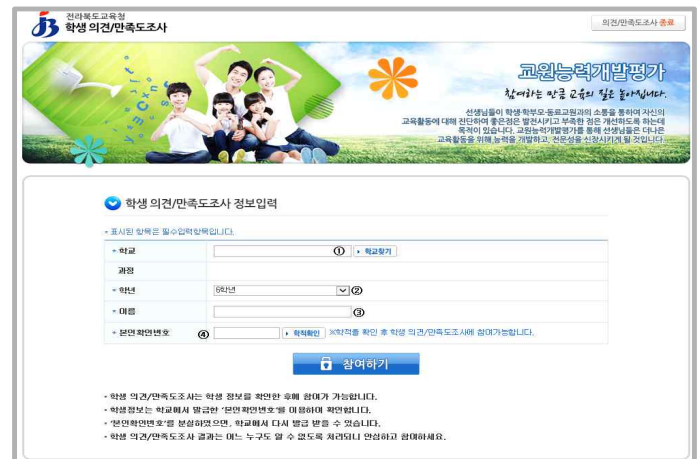 전라북도교육청
학생 의견/만족도조사
의견/만족도조사 종료
교원능력개발평가
참여하는 만큼 교육의 질은 높아집니다.
선생님들이 학생·학부모·동료교원과의 소통을 통하여 자신의
교육활동에 대해 진단하여 좋은점은 발전시키고 부족한 점은 개선하도록 하는데
목적이 있습니다. 교원능력개발평가를 통해 선생님들은 더나은
교육활동을 위해 능력을 개발하고, 전문성을 신장시키게 될 것입니다.
학생 의견/만족도조사 정보입력
* 표시된 항목은 필수입력항목입니다.
* 학교 ① 학교찾기
과정
* 학년 6학년 ②
* 이름 ③
* 본인확인번호 ④ 학적확인 ※학적을 확인 후 학생 의견/만족도조사에 참여가능합니다.
참여하기
• 학생 의견/만족도조사는 학생 정보를 확인한 후에 참여가 가능합니다.
• 학생정보는 학교에서 발급한 '본인확인번호'를 이용하여 확인합니다.
• '본인확인번호'를 분실하였으면, 학교에서 다시 발급 받을 수 있습니다.
• 학생 의견/만족도조사 결과는 어느 누구도 알 수 없도록 처리되니 안심하고 참여하세요.